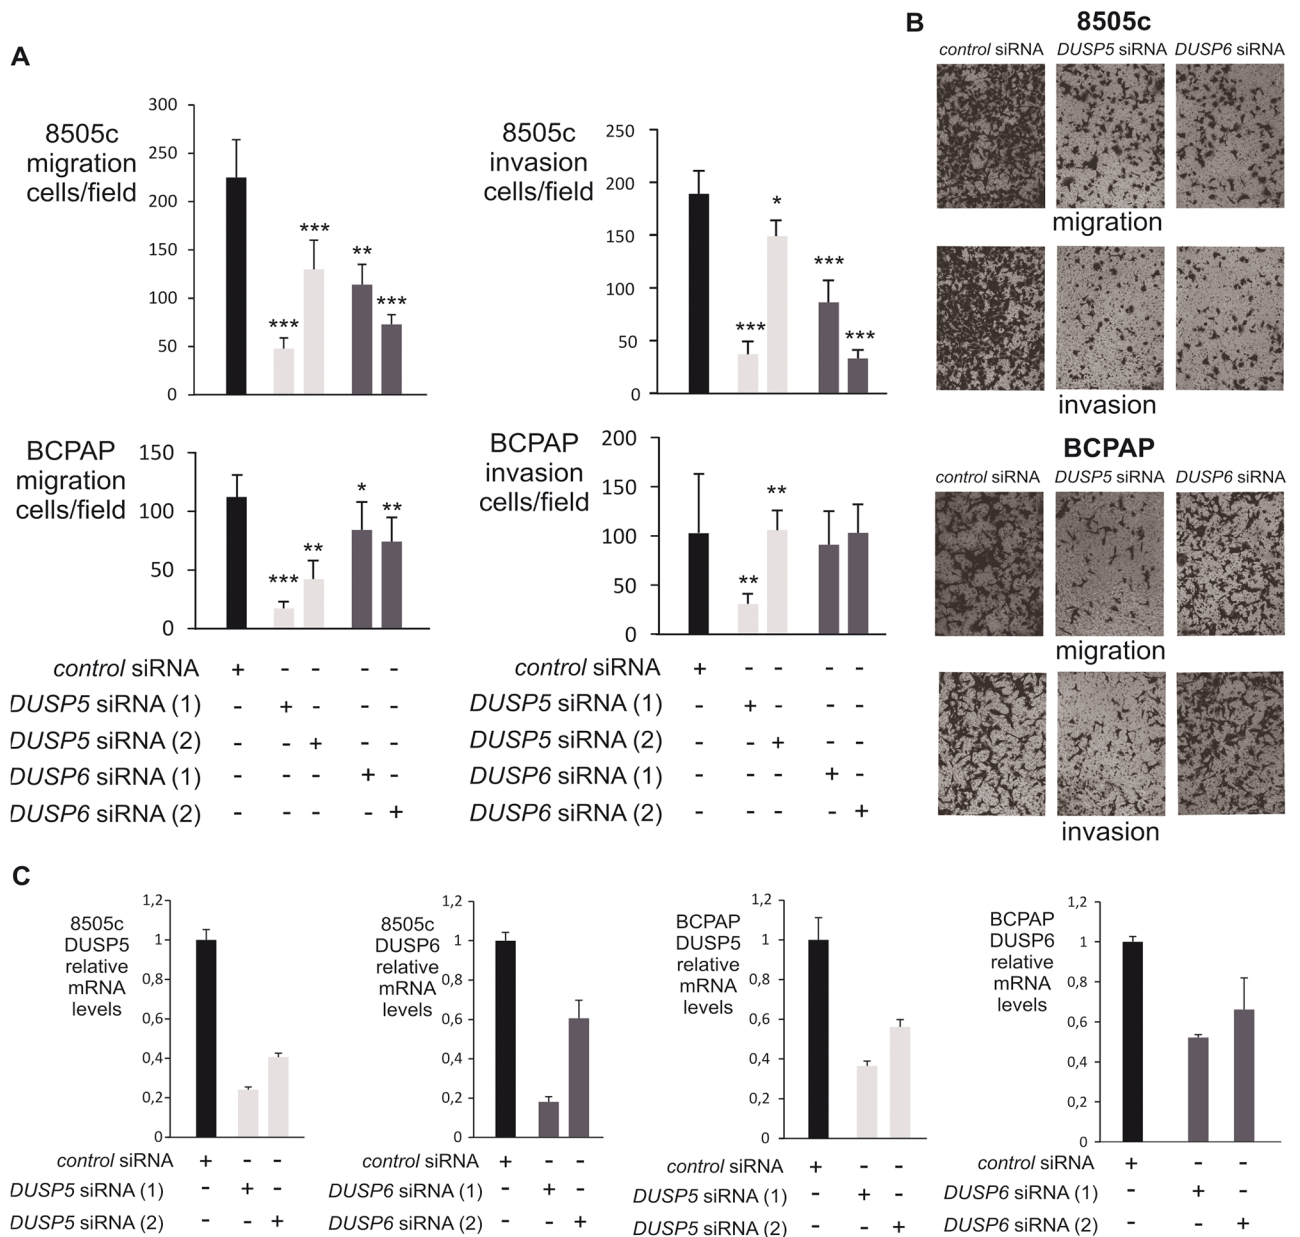 A
8505c
migration
cells/field
300
250
200
150
100
50
0
***
***
**
***
8505c
invasion
cells/field
250
200
150
100
50
0
***
*
***
***
BCPAP
migration
cells/field
150
100
50
0
***
**
*
**
BCPAP
invasion
cells/field
200
150
100
50
0
**
**
control siRNA + - - - -
DUSP5 siRNA (1) - + - - -
DUSP5 siRNA (2) - - + - -
DUSP6 siRNA (1) - - - + -
DUSP6 siRNA (2) - - - - +
control siRNA + - - - -
DUSP5 siRNA (1) - + - - -
DUSP5 siRNA (2) - - + - -
DUSP6 siRNA (1) - - - + -
DUSP6 siRNA (2) - - - - +
B
8505c
control siRNA DUSP5 siRNA DUSP6 siRNA
migration
invasion
BCPAP
control siRNA DUSP5 siRNA DUSP6 siRNA
migration
invasion
C
8505c
DUSP5
relative
mRNA
levels
1,2
1
0,8
0,6
0,4
0,2
0
control siRNA + - -
DUSP5 siRNA (1) - + -
DUSP5 siRNA (2) - - +
8505c
DUSP6
relative
mRNA
levels
1,2
1
0,8
0,6
0,4
0,2
0
control siRNA + - -
DUSP6 siRNA (1) - + -
DUSP6 siRNA (2) - - +
BCPAP
DUSP5
relative
mRNA
levels
1,2
1
0,8
0,6
0,4
0,2
0
control siRNA + - -
DUSP5 siRNA (1) - + -
DUSP5 siRNA (2) - - +
BCPAP
DUSP6
relative
mRNA
levels
1,2
1
0,8
0,6
0,4
0,2
0
control siRNA + - -
DUSP6 siRNA (1) - + -
DUSP6 siRNA (2) - - +